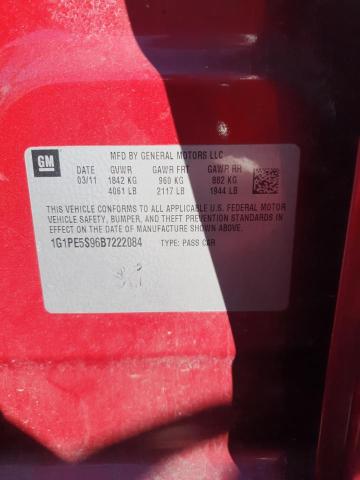 GM
MFD BY GENERAL MOTORS LLC
DATE GVWR GAWR FRT GAWR RR
03/11 1842 KG 960 KG 882 KG
4061 LB 2117 LB 1944 LB
THIS VEHICLE CONFORMS TO ALL APPLICABLE U.S. FEDERAL MOTOR
VEHICLE SAFETY, BUMPER, AND THEFT PREVENTION STANDARDS IN
EFFECT ON THE DATE OF MANUFACTURE SHOWN ABOVE.
1G1PE5S96B7222084 TYPE: PASS CAR